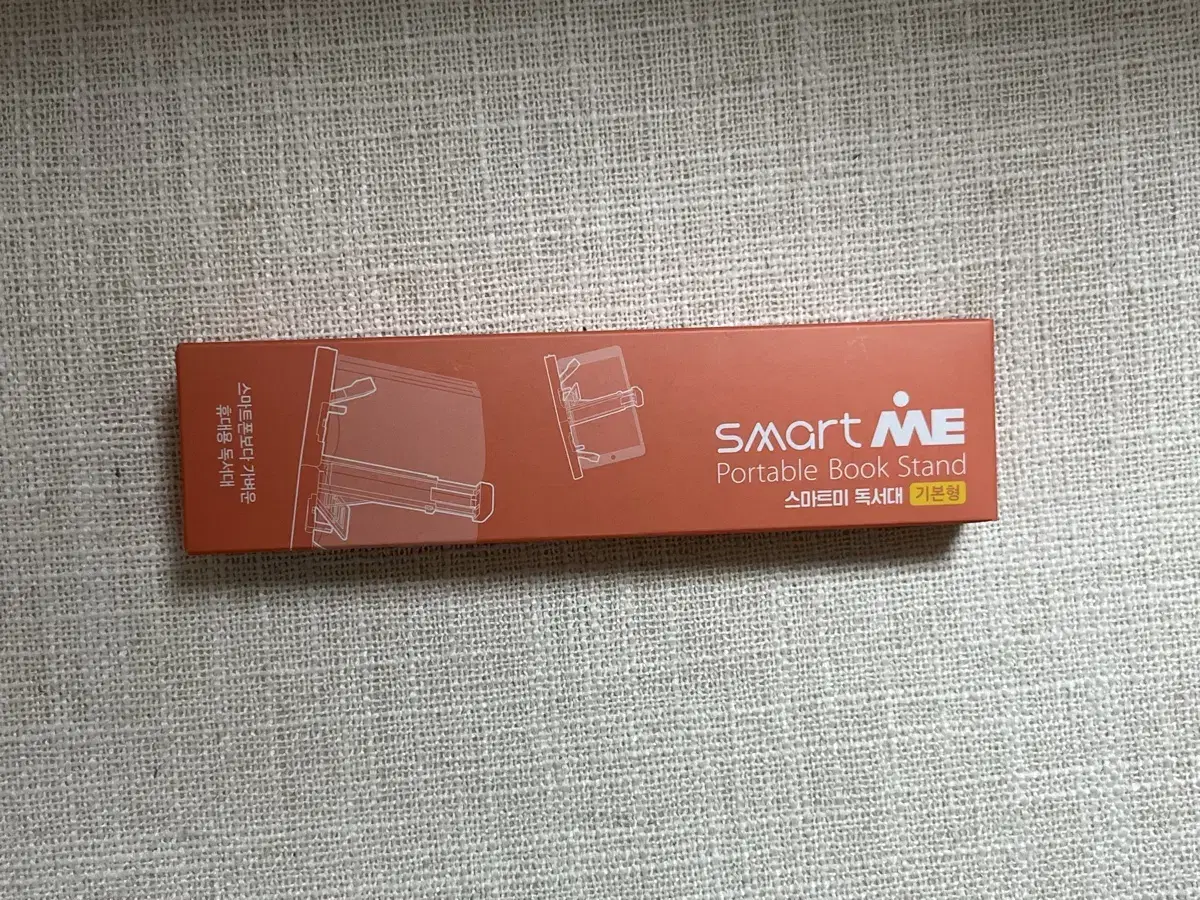 smart ME
Portable Book Stand
스마트미 독서대 기본형
스마트폰보다 가벼운
휴대용 독서대